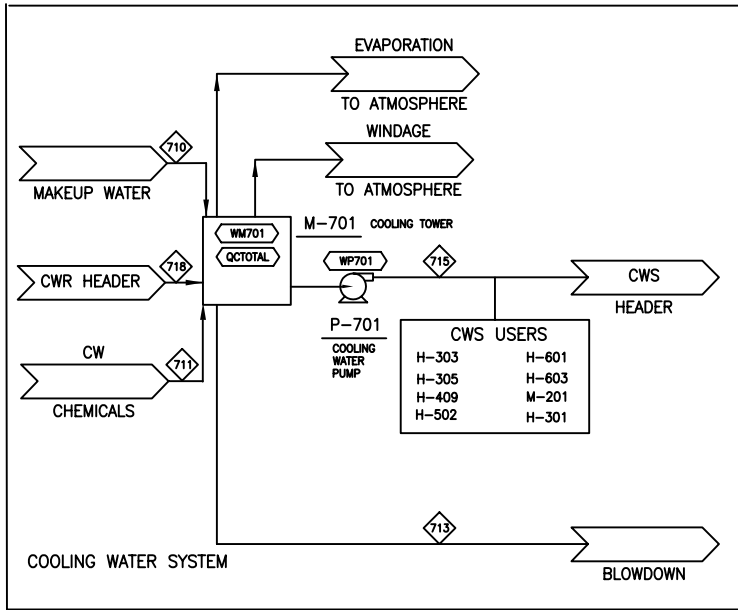 EVAPORATION
TO ATMOSPHERE
WINDAGE
TO ATMOSPHERE
710
MAKEUP WATER
WM701
QCTOTAL
M-701 COOLING TOWER
718
CWR HEADER
WP701
715
CWS
HEADER
P-701
COOLING
WATER
PUMP
CW
711
CHEMICALS
CWS USERS
H-303 H-601
H-305 H-603
H-409 M-201
H-502 H-301
713
BLOWDOWN
COOLING WATER SYSTEM